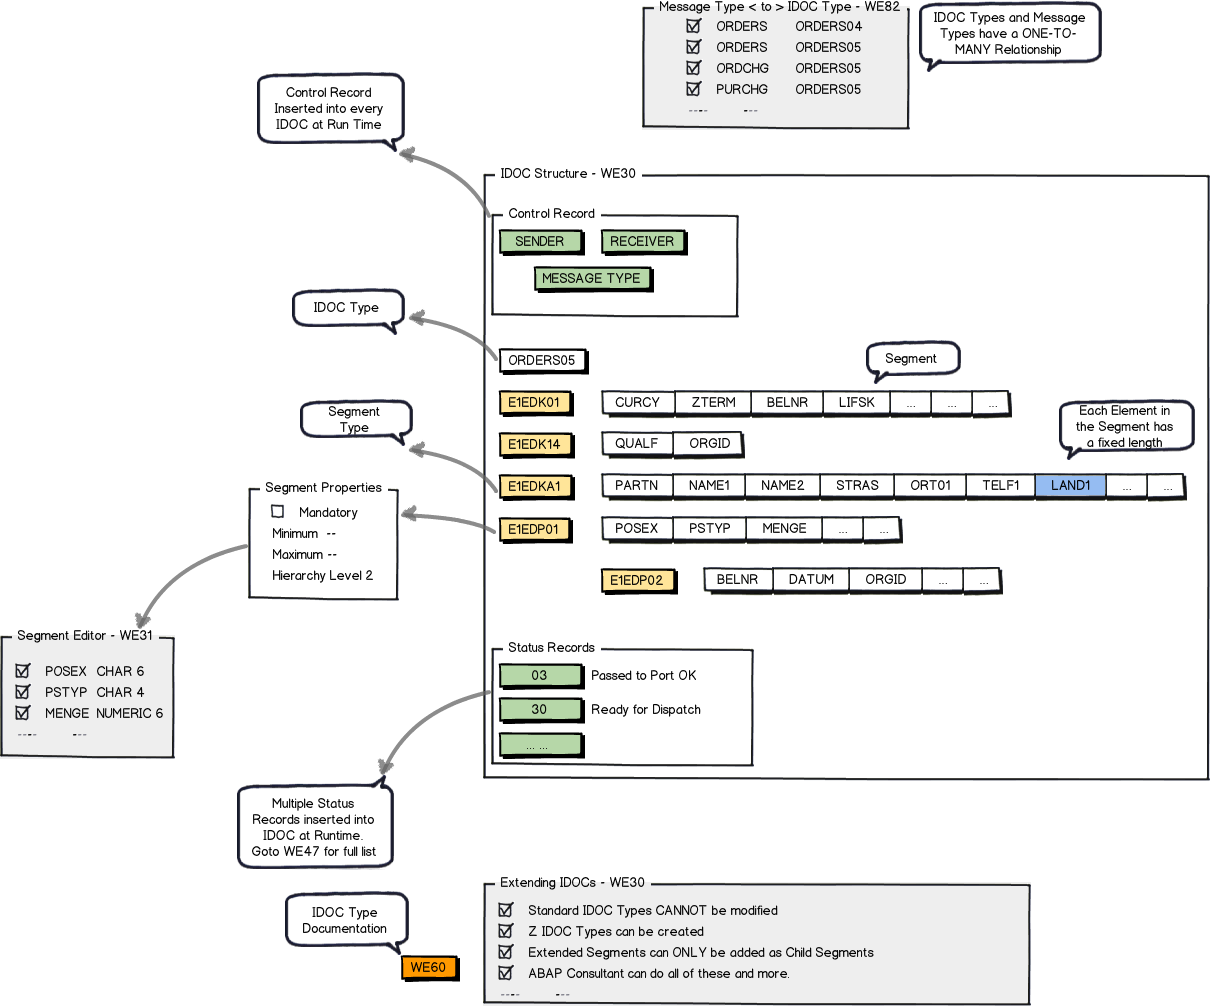 Message Type < to > IDOC Type - WE82
ORDERS ORDERS04
ORDERS ORDERS05
ORDCHG ORDERS05
PURCHG ORDERS05
IDOC Types and Message
Types have a ONE-TO-
MANY Relationship
Control Record
Inserted into every
IDOC at Run Time
IDOC Structure - WE30
Control Record
SENDER RECEIVER
MESSAGE TYPE
IDOC Type
ORDERS05
Segment
E1EDK01 CURCY ZTERM BELNR LIFSK ... ... ...
Segment
Type
Each Element in
the Segment has
a fixed length
E1EDK14 QUALF ORGID
E1EDKA1 PARTN NAME1 NAME2 STRAS ORT01 TELF1 LAND1 ... ...
E1EDP01 POSEX PSTYP MENGE ... ...
E1EDP02 BELNR DATUM ORGID ... ...
Segment Properties
Mandatory
Minimum --
Maximum --
Hierarchy Level 2
Segment Editor - WE31
POSEX CHAR 6
PSTYP CHAR 4
MENGE NUMERIC 6
Status Records
03 Passed to Port OK
30 Ready for Dispatch
... ...
Multiple Status
Records inserted into
IDOC at Runtime.
Goto WE47 for full list
IDOC Type
Documentation
WE60
Extending IDOCs - WE30
Standard IDOC Types CANNOT be modified
Z IDOC Types can be created
Extended Segments can ONLY be added as Child Segments
ABAP Consultant can do all of these and more.